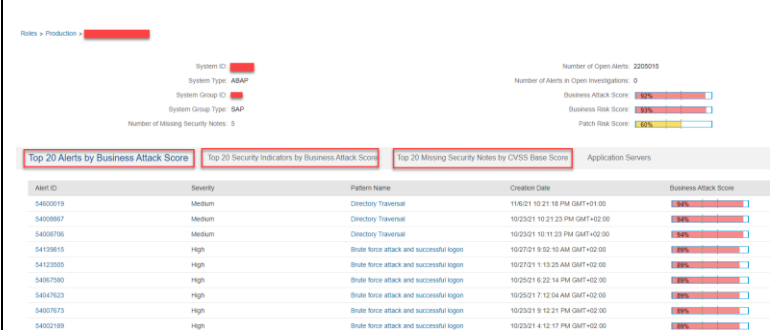 Roles > Production >
System ID:
System Type: ABAP
System Group ID:
System Group Type: SAP
Number of Missing Security Notes: 5
Number of Open Alerts: 2205015
Number of Alerts in Open Investigations: 0
Business Attack Score: 92%
Business Risk Score: 93%
Patch Risk Score: 60%
Top 20 Alerts by Business Attack Score Top 20 Security Indicators by Business Attack Score Top 20 Missing Security Notes by CVSS Base Score Application Servers
Alert ID Severity Pattern Name Creation Date Business Attack Score
54600019 Medium Directory Traversal 11/6/21 10:21:18 PM GMT+01:00 94%
54008867 Medium Directory Traversal 10/23/21 10:21:23 PM GMT+02:00 94%
54008706 Medium Directory Traversal 10/23/21 10:11:23 PM GMT+02:00 94%
54139815 High Brute force attack and successful logon 10/27/21 9:52:10 AM GMT+02:00 89%
54123505 High Brute force attack and successful logon 10/27/21 1:13:25 AM GMT+02:00 89%
54067580 High Brute force attack and successful logon 10/25/21 6:22:14 PM GMT+02:00 89%
54047623 High Brute force attack and successful logon 10/25/21 7:12:04 AM GMT+02:00 89%
54007673 High Brute force attack and successful logon 10/23/21 9:12:21 PM GMT+02:00 89%
54002189 High Brute force attack and successful logon 10/23/21 4:12:17 PM GMT+02:00 89%